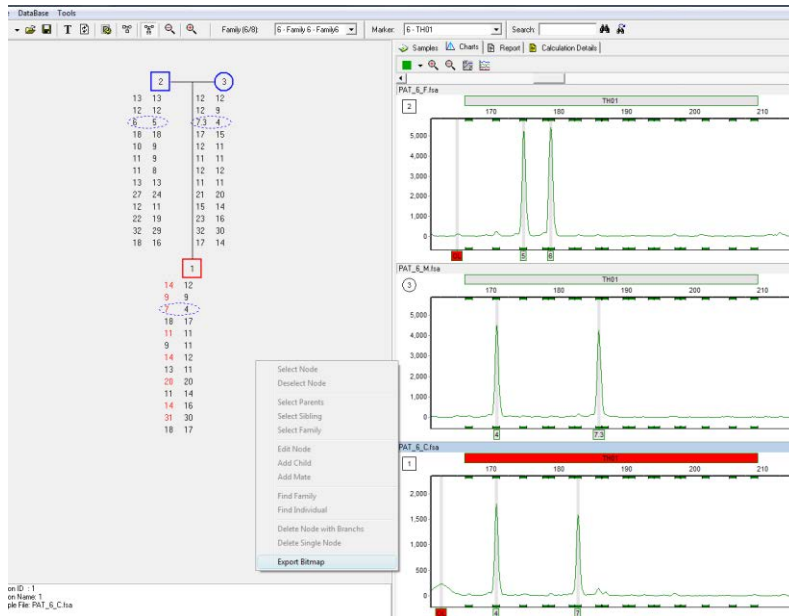 DataBase Tools
T Family (6/8) 6 - Family 6 - Family6 Marker: 6 - TH01 Search:
Samples Charts Report Calculation Details
2 3
13 13 12 12
12 12 12 9
6 5 7.3 4
18 18 17 15
10 9 12 11
11 9 11 11
11 8 12 12
13 13 11 11
27 24 21 20
12 11 15 14
22 19 23 16
32 29 32 30
18 16 17 14
1
14 12
9 9
7 4
18 17
11 11
9 11
14 12
13 11
28 20
11 14
14 16
31 30
18 17
Select Node
Deselect Node
Select Parents
Select Sibling
Select Family
Edit Node
Add Child
Add Mate
Find Family
Find Individual
Delete Node with Branchs
Delete Single Node
Export Bitmap
on ID : 1
on Name: 1
ple File: PAT_6_C.fsa
PAT_6_F.fsa
2
TH01
170 180 190 200 210
5,000
4,000
3,000
2,000
1,000
0
5 6
PAT_6_M.fsa
3
TH01
170 180 190 200 210
5,000
4,000
3,000
2,000
1,000
0
4 7.3
PAT_6_C.fsa
1
TH01
170 180 190 200 210
2,000
1,500
1,000
500
0
4 7